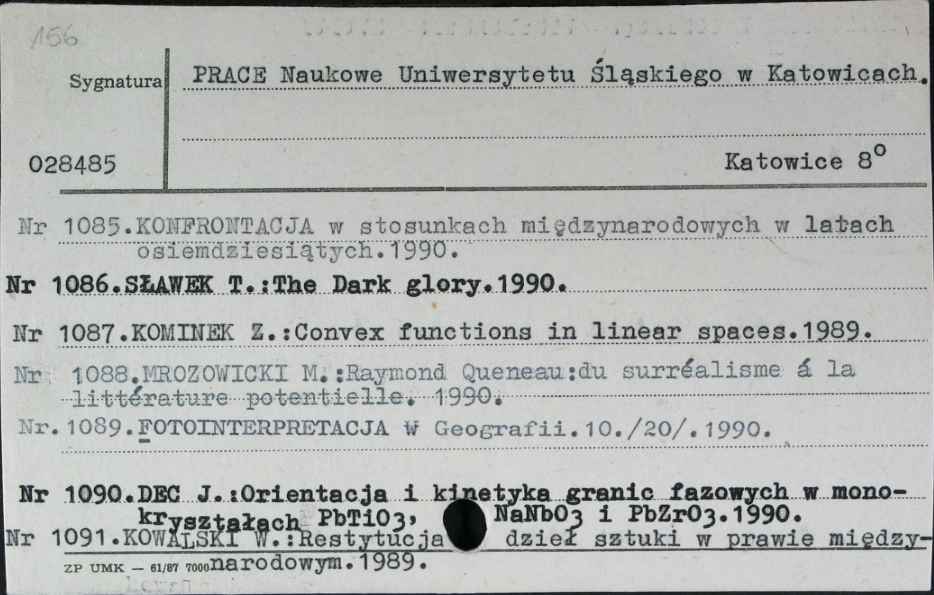 156
Sygnatura PRACE Naukowe Uniwersytetu Śląskiego w Katowicach.
028485 Katowice 8°
Nr 1085.KONFRONTACJA w stosunkach międzynarodowych w latach
osiemdziesiątych.1990.
Nr 1086.SŁAWEK T.:The Dark glory.1990.
Nr 1087.KOMINEK Z.:Convex functions in linear spaces.1989.
Nr 1088.MROZOWICKI M.:Raymond Queneau:du surréalisme á la
littérature potentielle. 1990.
Nr. 1089.FOTOINTERPRETACJA w Geografii.10./20/.1990.
Nr 1090.DEC J.:Orientacja i kinetyka granic fazowych w mono-
kryształach PbTiO3, NaNbO3 i PbZrO3.1990.
Nr 1091.KOWALSKI W.:Restytucja dzieł sztuki w prawie między-
ZP UMK — 61/87 7000 narodowym.1989.